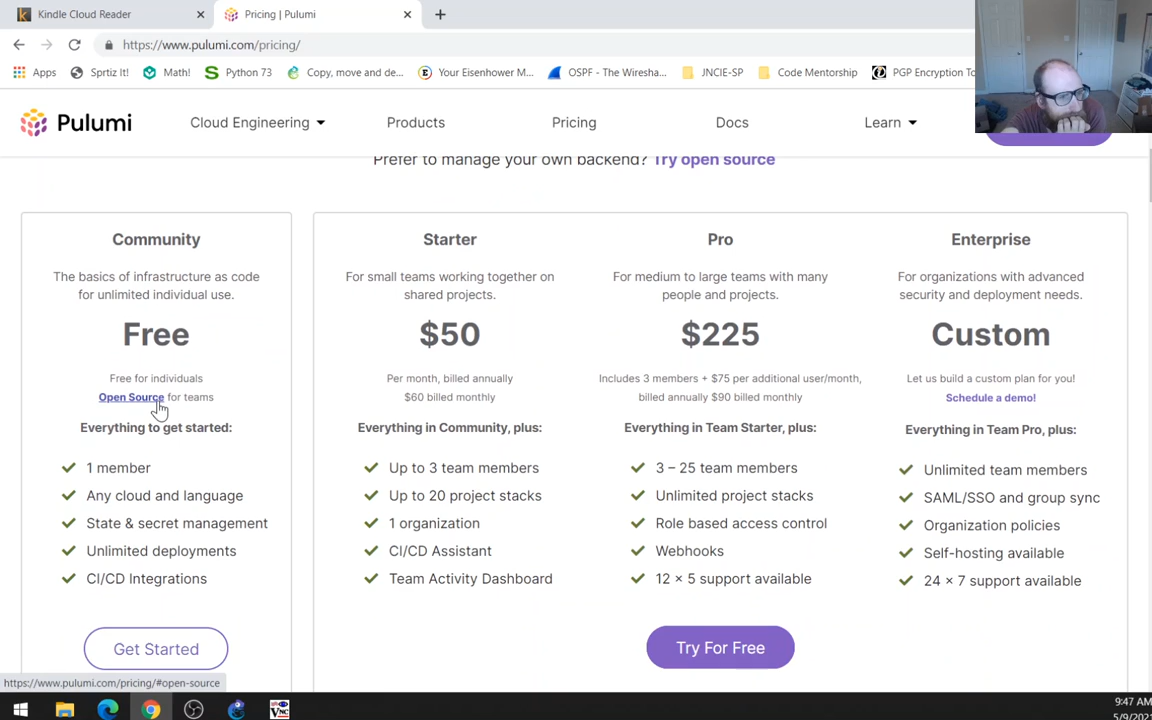 Kindle Cloud Reader
Pricing | Pulumi
https://www.pulumi.com/pricing/
Apps
Sprtiz It!
Math!
Python 73
Copy, move and de...
Your Eisenhower M...
OSPF - The Wiresha...
JNCIE-SP
Code Mentorship
PGP Encryption To
Pulumi
Cloud Engineering
Products
Pricing
Docs
Learn
Prefer to manage your own backend? Try open source
Community
The basics of infrastructure as code
for unlimited individual use.
Free
Free for individuals
Open Source for teams
Everything to get started:
1 member
Any cloud and language
State & secret management
Unlimited deployments
CI/CD Integrations
Get Started
Starter
For small teams working together on
shared projects.
$50
Per month, billed annually
$60 billed monthly
Everything in Community, plus:
Up to 3 team members
Up to 20 project stacks
1 organization
CI/CD Assistant
Team Activity Dashboard
Pro
For medium to large teams with many
people and projects.
$225
Includes 3 members + $75 per additional user/month,
billed annually $90 billed monthly
Everything in Team Starter, plus:
3 – 25 team members
Unlimited project stacks
Role based access control
Webhooks
12 × 5 support available
Try For Free
Enterprise
For organizations with advanced
security and deployment needs.
Custom
Let us build a custom plan for you!
Schedule a demo!
Everything in Team Pro, plus:
Unlimited team members
SAML/SSO and group sync
Organization policies
Self-hosting available
24 × 7 support available
https://www.pulumi.com/pricing/#open-source
9:47 AM
5/9/202